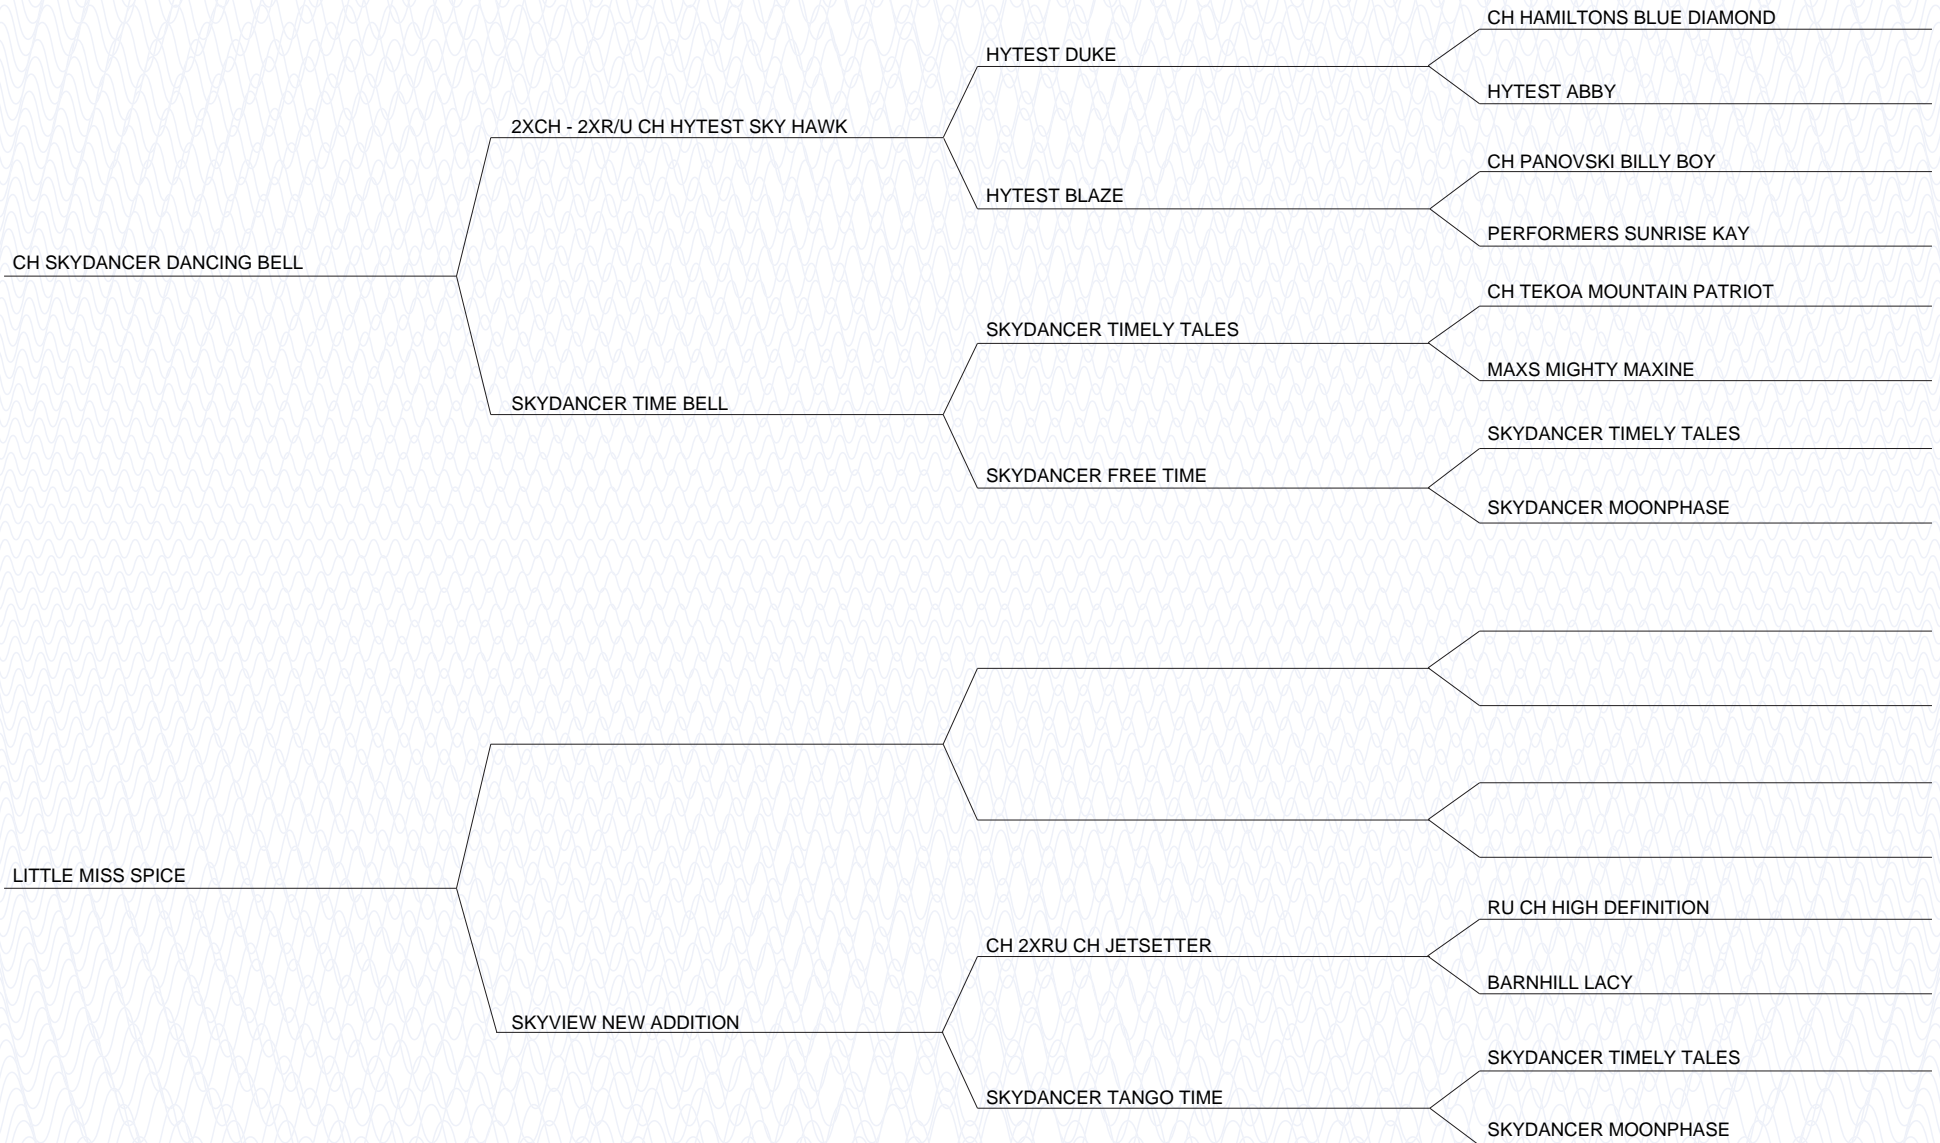 CH HAMILTONS BLUE DIAMOND
HYTEST DUKE
HYTEST ABBY
2XCH - 2XR/U CH HYTEST SKY HAWK
CH PANOVSKI BILLY BOY
HYTEST BLAZE
PERFORMERS SUNRISE KAY
CH SKYDANCER DANCING BELL
CH TEKOA MOUNTAIN PATRIOT
SKYDANCER TIMELY TALES
MAXS MIGHTY MAXINE
SKYDANCER TIME BELL
SKYDANCER TIMELY TALES
SKYDANCER FREE TIME
SKYDANCER MOONPHASE
LITTLE MISS SPICE
RU CH HIGH DEFINITION
CH 2XRU CH JETSETTER
BARNHILL LACY
SKYVIEW NEW ADDITION
SKYDANCER TIMELY TALES
SKYDANCER TANGO TIME
SKYDANCER MOONPHASE